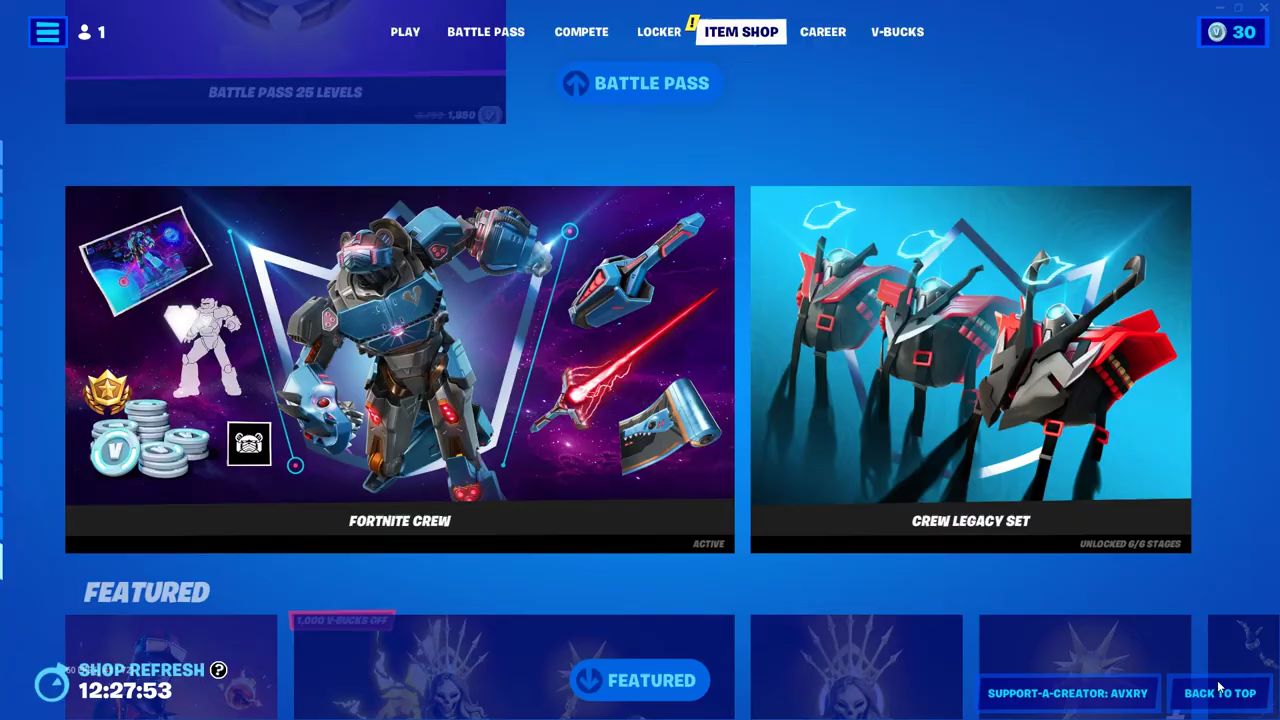 1
PLAY
BATTLE PASS
COMPETE
LOCKER
!
ITEM SHOP
CAREER
V-BUCKS
30
BATTLE PASS 25 LEVELS
1,850
BATTLE PASS
FORTNITE CREW
ACTIVE
CREW LEGACY SET
UNLOCKED 6/6 STAGES
FEATURED
1,000 V-BUCKS OFF
SHOP REFRESH ?
12:27:53
FEATURED
SUPPORT-A-CREATOR: AVXRY
BACK TO TOP